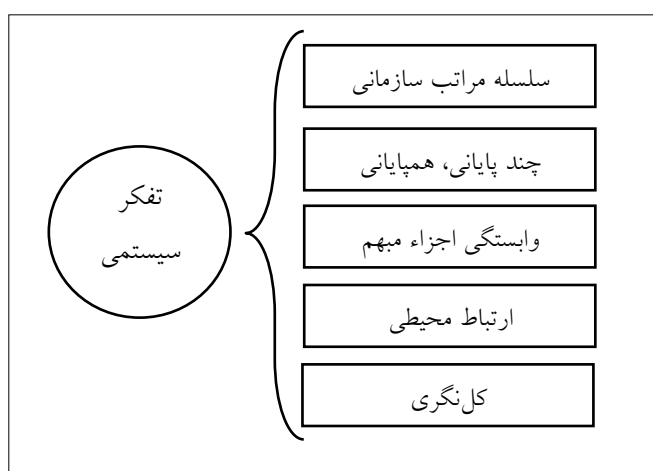 سلسله مراتب سازمانی
چند پایانی، همپایانی
تفکر
سیستمی
وابستگی اجزاء مبهم
ارتباط محیطی
کل‌نگری